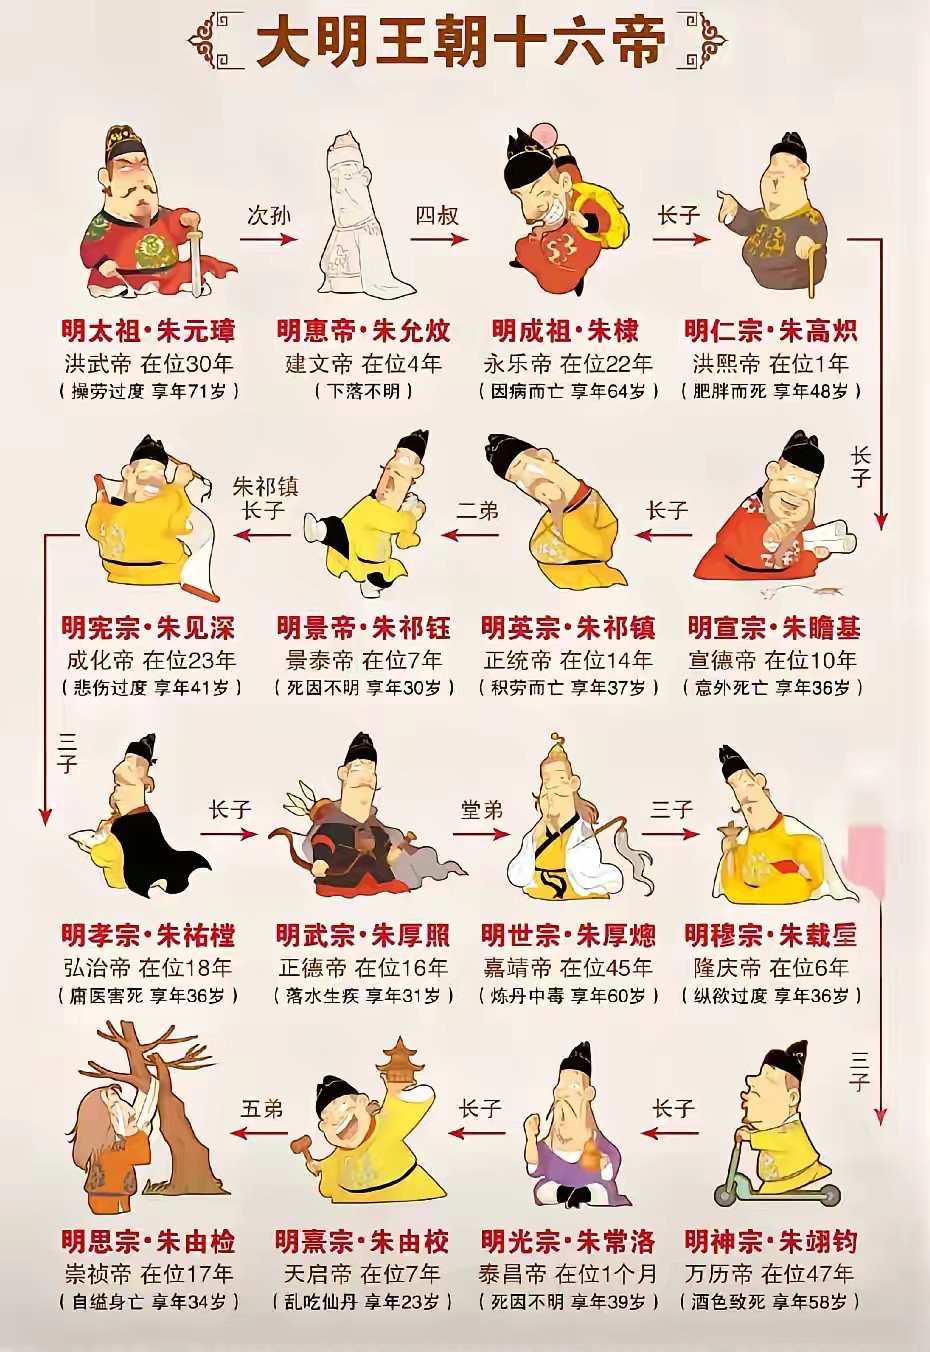 大明王朝十六帝
次孙
四叔
长子
明太祖·朱元璋
洪武帝 在位30年
(操劳过度 享年71岁)
明惠帝·朱允炆
建文帝 在位4年
(下落不明)
明成祖·朱棣
永乐帝 在位22年
(因病而亡 享年64岁)
明仁宗·朱高炽
洪熙帝 在位1年
(肥胖而死 享年48岁)
长子
长子
明宣宗·朱瞻基
宣德帝 在位10年
(意外死亡 享年36岁)
二弟
明英宗·朱祁镇
正统帝 在位14年
(积劳而亡 享年37岁)
朱祁镇
长子
明景帝·朱祁钰
景泰帝 在位7年
(死因不明 享年30岁)
明宪宗·朱见深
成化帝 在位23年
(悲伤过度 享年41岁)
三子
长子
堂弟
三子
明孝宗·朱祐樘
弘治帝 在位18年
(庸医害死 享年36岁)
明武宗·朱厚照
正德帝 在位16年
(落水生疾 享年31岁)
明世宗·朱厚熜
嘉靖帝 在位45年
(炼丹中毒 享年60岁)
明穆宗·朱载垕
隆庆帝 在位6年
(纵欲过度 享年36岁)
三子
长子
长子
五弟
明神宗·朱翊钧
万历帝 在位47年
(酒色致死 享年58岁)
明光宗·朱常洛
泰昌帝 在位1个月
(死因不明 享年39岁)
明熹宗·朱由校
天启帝 在位7年
(乱吃仙丹 享年23岁)
明思宗·朱由检
崇祯帝 在位17年
(自缢身亡 享年34岁)